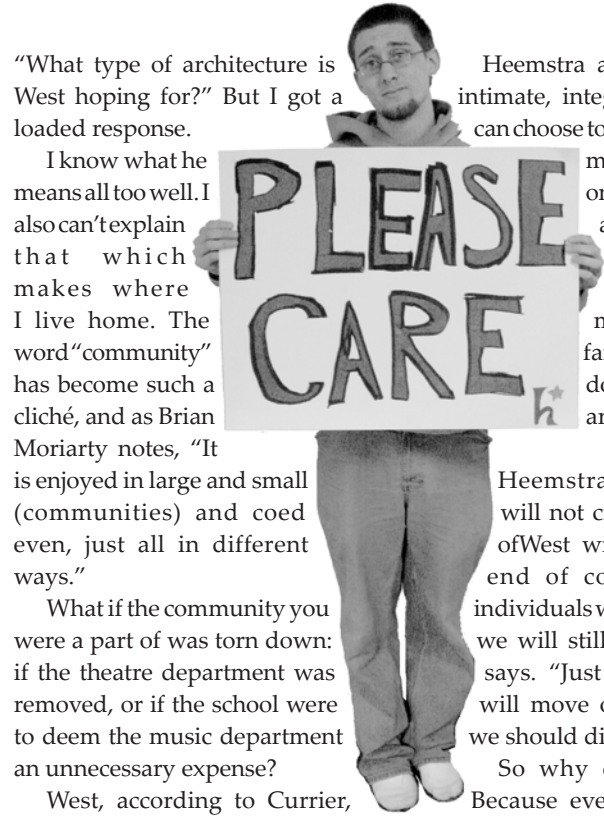 “What type of architecture is
West hoping for?” But I got a
loaded response.
I know what he
means all too well. I
also can’t explain
that which
makes where
I live home. The
word “community”
has become such a
cliché, and as Brian
Moriarty notes, “It
is enjoyed in large and small
(communities) and coed
even, just all in different
ways.”
What if the community you
were a part of was torn down:
if the theatre department was
removed, or if the school were
to deem the music department
an unnecessary expense?
West, according to Currier,
PLEASE
CARE
h
Heemstra
intimate,
can choose to
Heemstra
will not
of West
end of
individuals
we will still
says. “Just
will move
we should
So why
Because